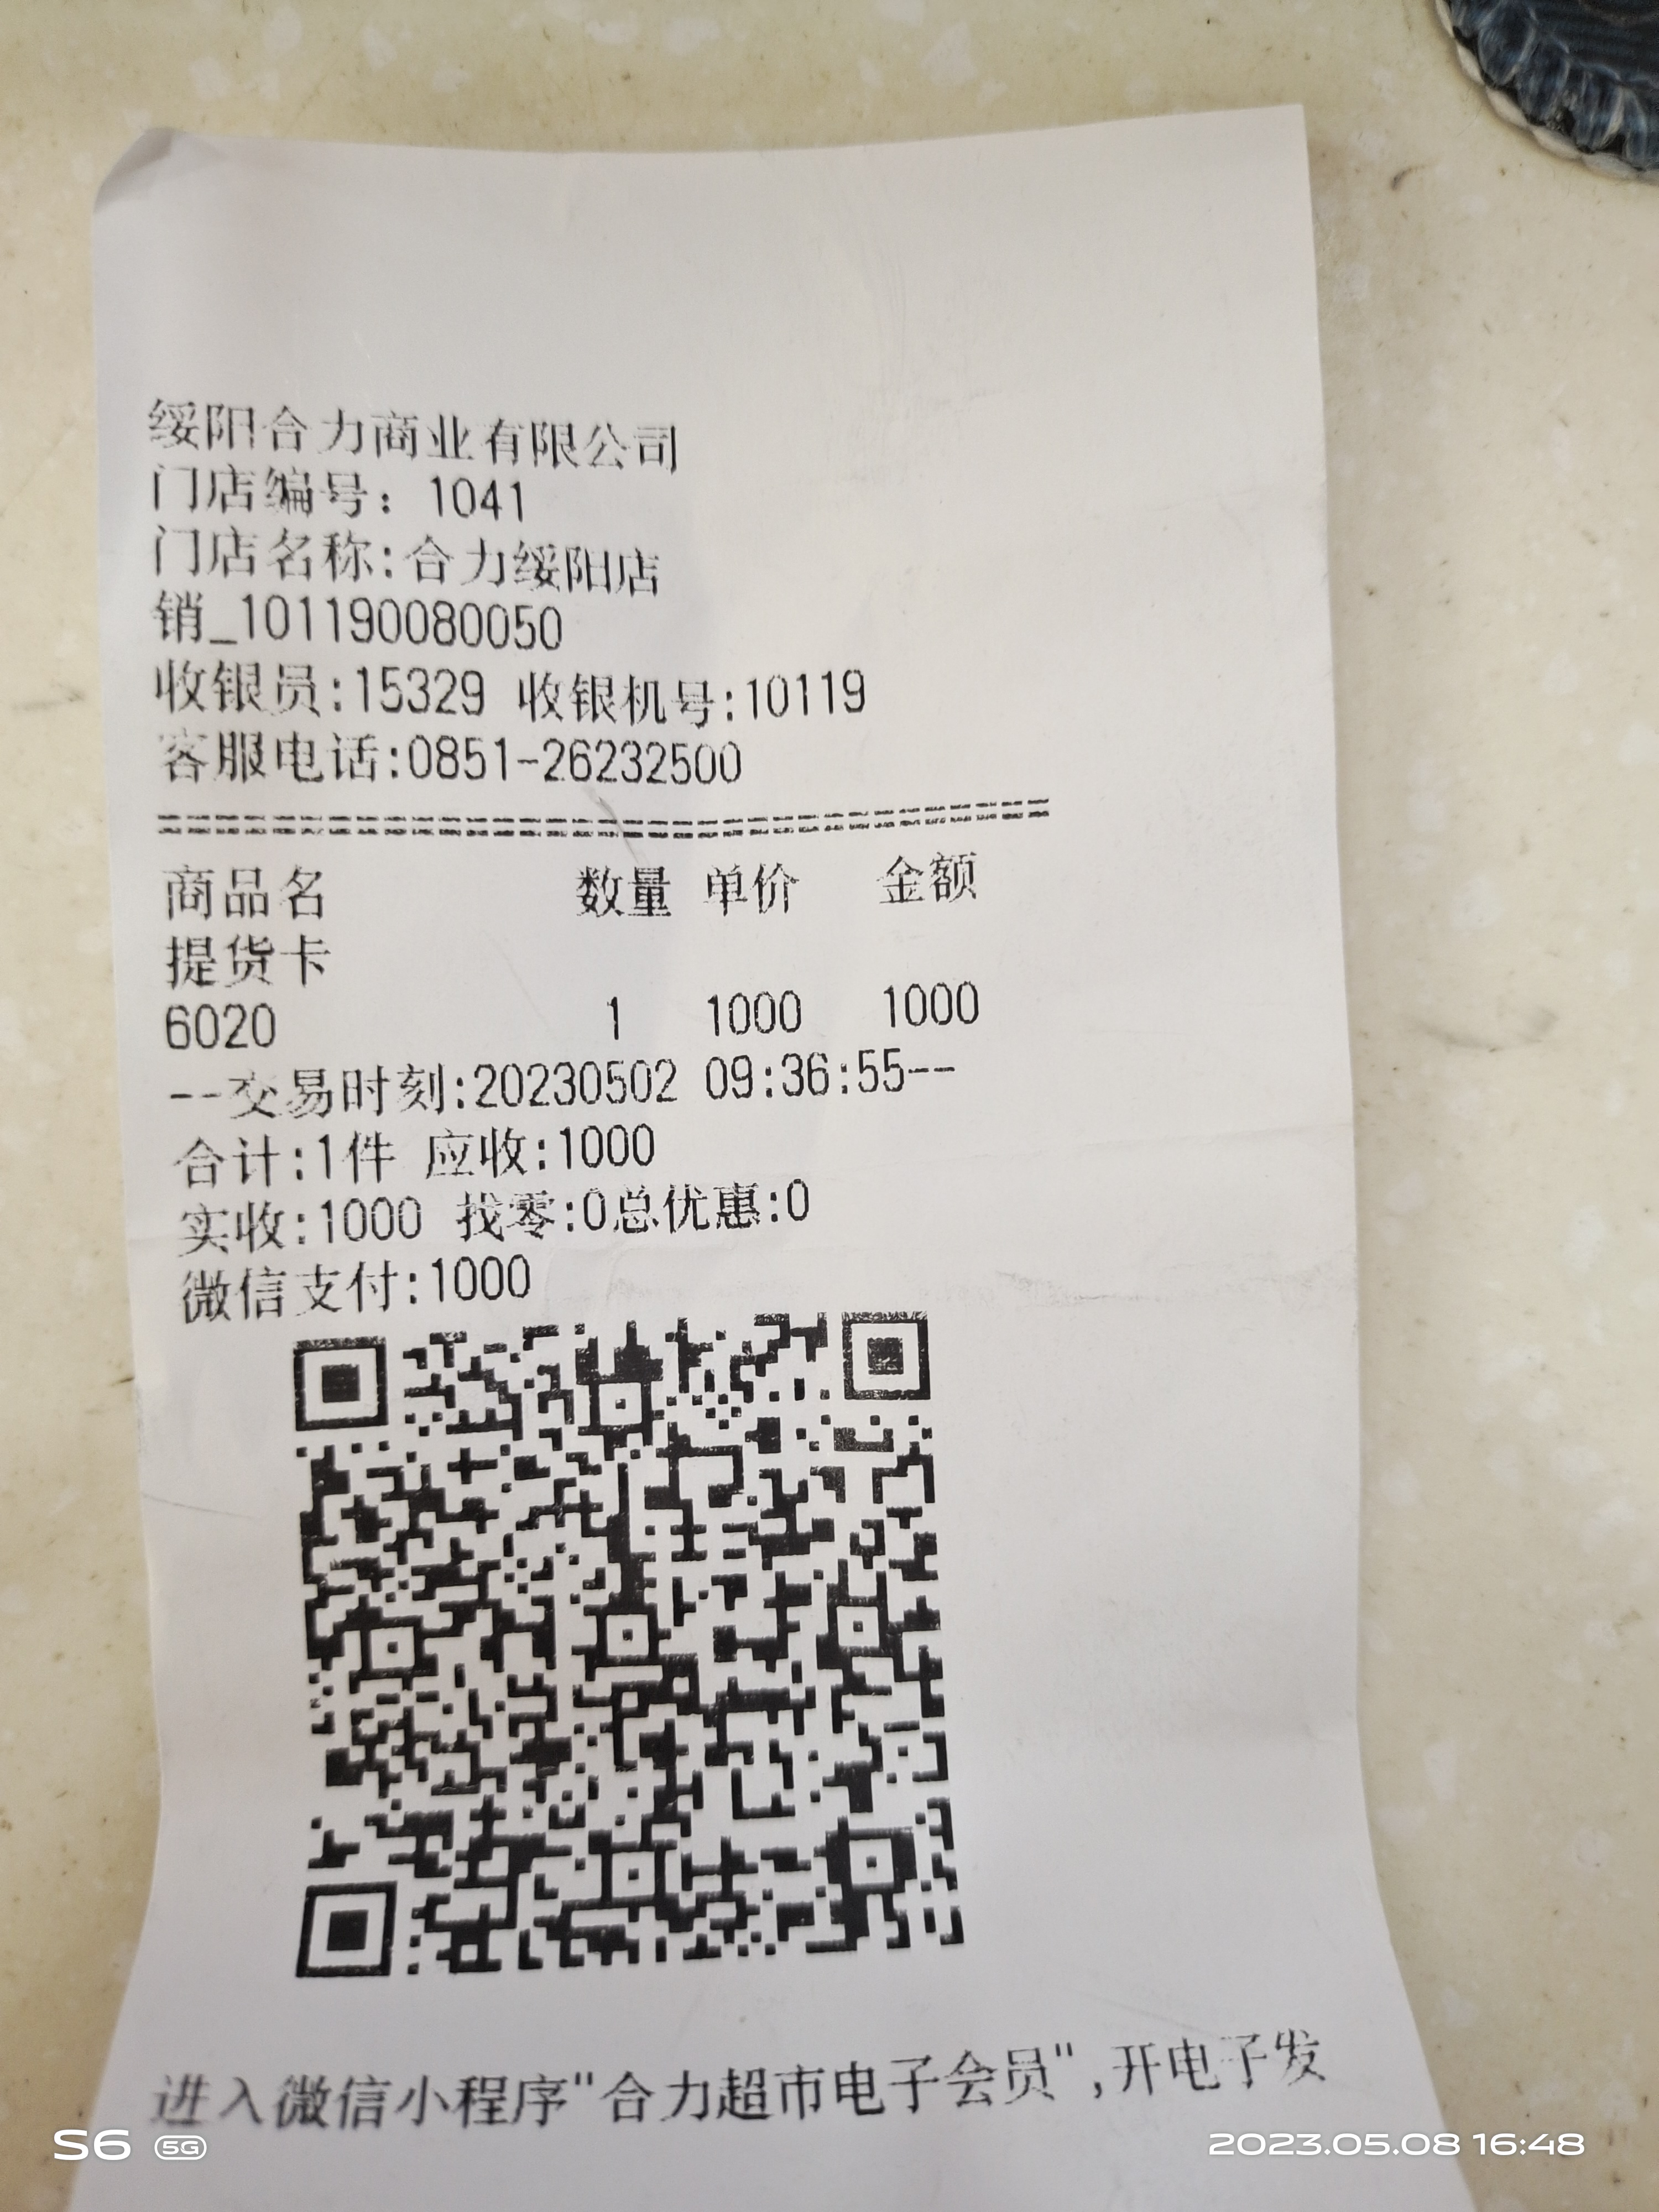 绥阳合力商业有限公司
门店编号：1041
门店名称:合力绥阳店
销_101190080050
收银员:15329 收银机号:10119
客服电话:0851-26232500
================================
商品名 数量 单价 金额
提货卡
6020 1 1000 1000
--交易时刻:20230502 09:36:55--
合计:1件 应收:1000
实收:1000 找零:0总优惠:0
微信支付:1000
进入微信小程序"合力超市电子会员",开电子发
S6 5G
2023.05.08 16:48